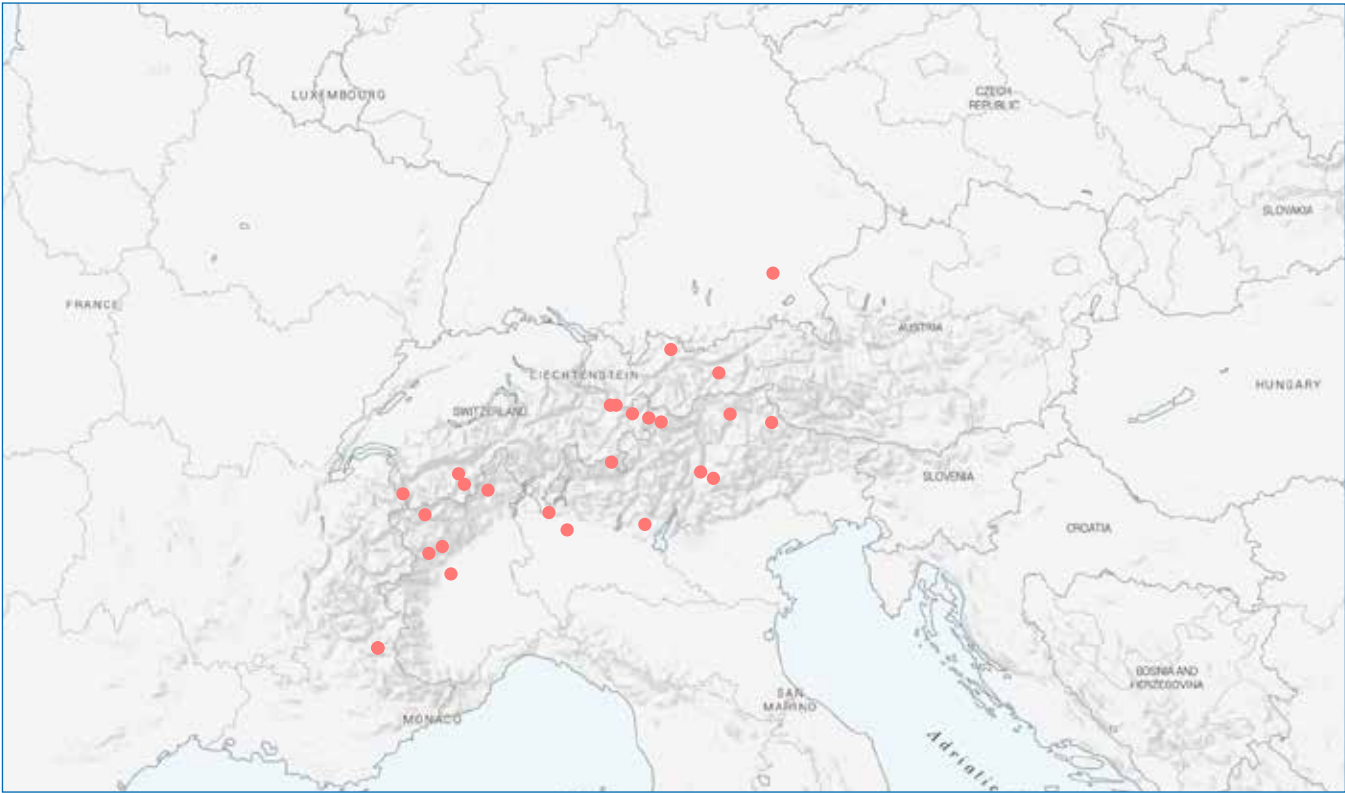 LUXEMBOURG
CZECH
REPUBLIC
SLOVAKIA
FRANCE
AUSTRIA
LIECHTENSTEIN
HUNGARY
SWITZERLAND
SLOVENIA
CROATIA
BOSNIA AND
HERZEGOVINA
SAN
MARINO
MONACO
Adriatic